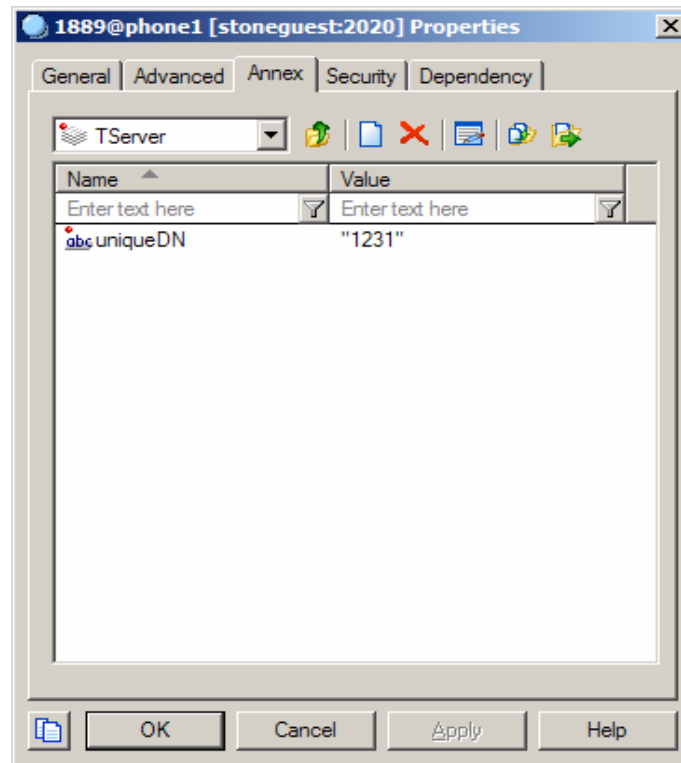 1889@phone1 [stoneguest:2020] Properties
General Advanced Annex Security Dependency
TServer
Name Value
Enter text here Enter text here
abc uniqueDN "1231"
OK Cancel Apply Help